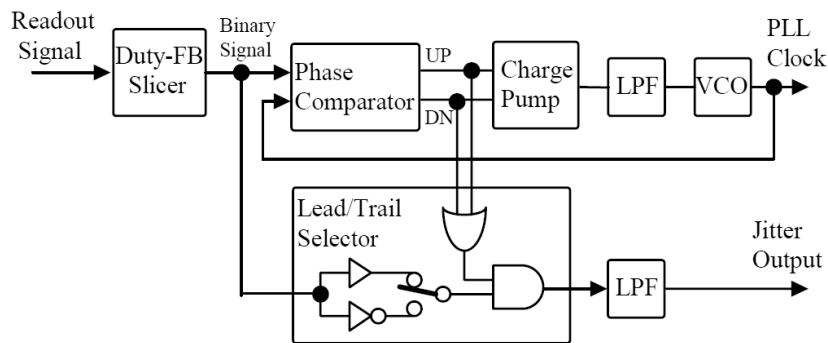 Readout
Signal
Duty-FB
Slicer
Binary
Signal
Phase
Comparator
UP
DN
Charge
Pump
LPF
VCO
PLL
Clock
Lead/Trail
Selector
LPF
Jitter
Output